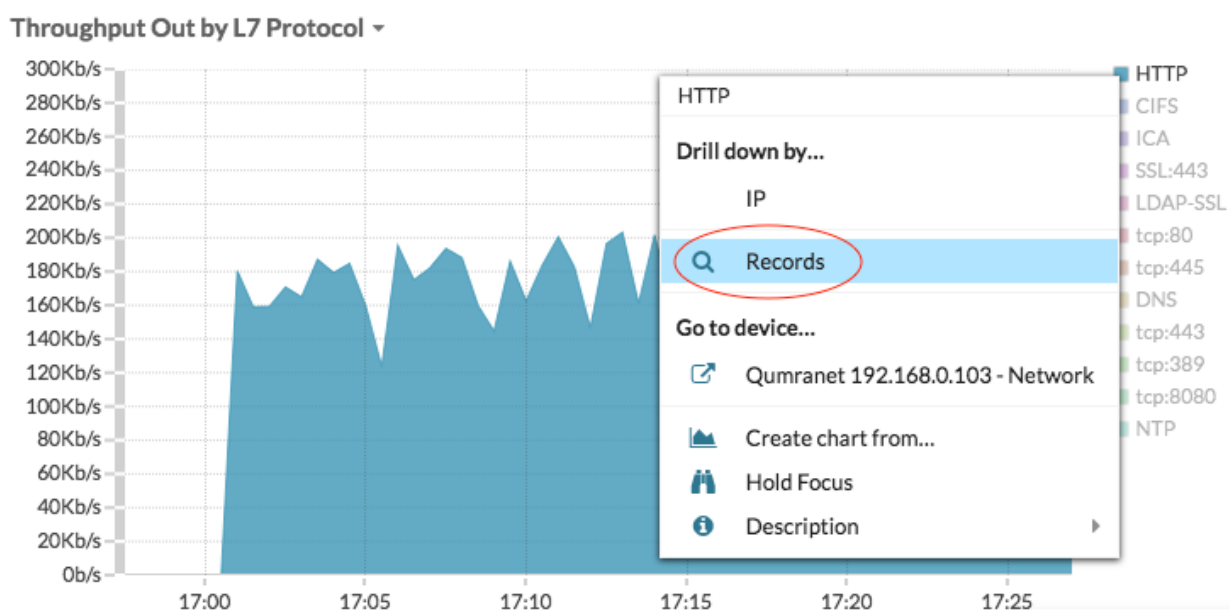 Throughput Out by L7 Protocol
300Kb/s
280Kb/s
260Kb/s
240Kb/s
220Kb/s
200Kb/s
180Kb/s
160Kb/s
140Kb/s
120Kb/s
100Kb/s
80Kb/s
60Kb/s
40Kb/s
20Kb/s
0b/s
17:00
17:05
17:10
17:15
17:20
17:25
HTTP
Drill down by...
IP
Records
Go to device...
Qumranet 192.168.0.103 - Network
Create chart from...
Hold Focus
Description
HTTP
CIFS
ICA
SSL:443
LDAP-SSL
tcp:80
tcp:445
DNS
tcp:443
tcp:389
tcp:8080
NTP